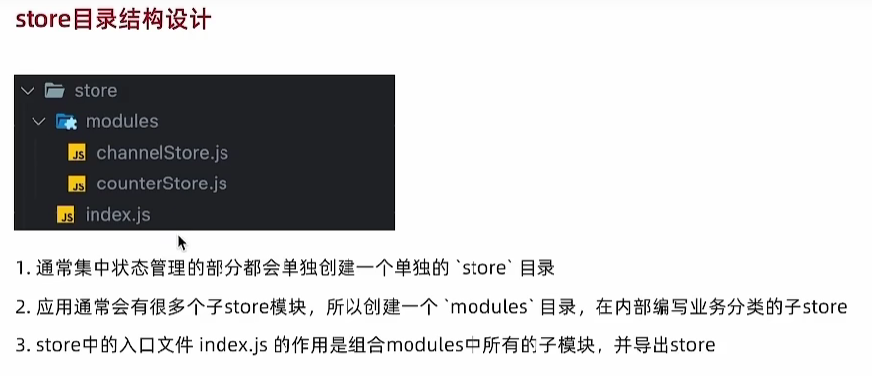 store目录结构设计
store
modules
JS channelStore.js
JS counterStore.js
JS index.js
1. 通常集中状态管理的部分都会单独创建一个单独的 `store` 目录
2. 应用通常会有很多个子store模块，所以创建一个 `modules` 目录，在内部编写业务分类的子store
3. store中的入口文件 index.js 的作用是组合modules中所有的子模块，并导出store